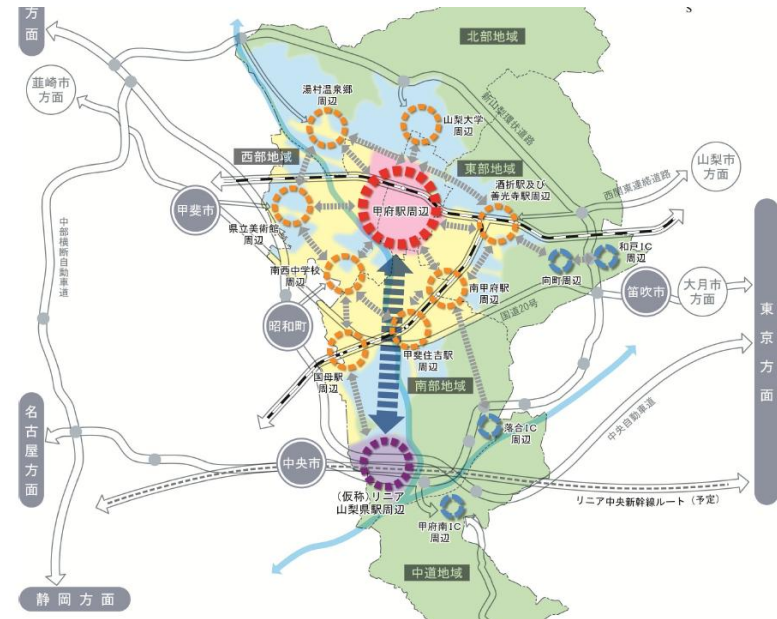 s
方面
北部地域
韮崎市
方面
湯村温泉郷
周辺
山梨大学
周辺
新山梨環状道路
西部地域
東部地域
酒折駅及び
善光寺駅周辺
西関東連絡道路
山梨市
方面
甲斐市
甲府駅周辺
県立美術館
周辺
和戸IC
周辺
中部横断自動車道
南西中学校
周辺
南甲府駅
周辺
向町周辺
笛吹市
大月市
方面
国道20号
昭和町
甲斐住吉駅
周辺
国母駅
周辺
南部地域
東京方面
名古屋方面
落合IC
周辺
中央自動車道
中央市
(仮称)リニア
山梨県駅周辺
リニア中央新幹線ルート（予定）
甲府南IC
周辺
中道地域
静岡方面